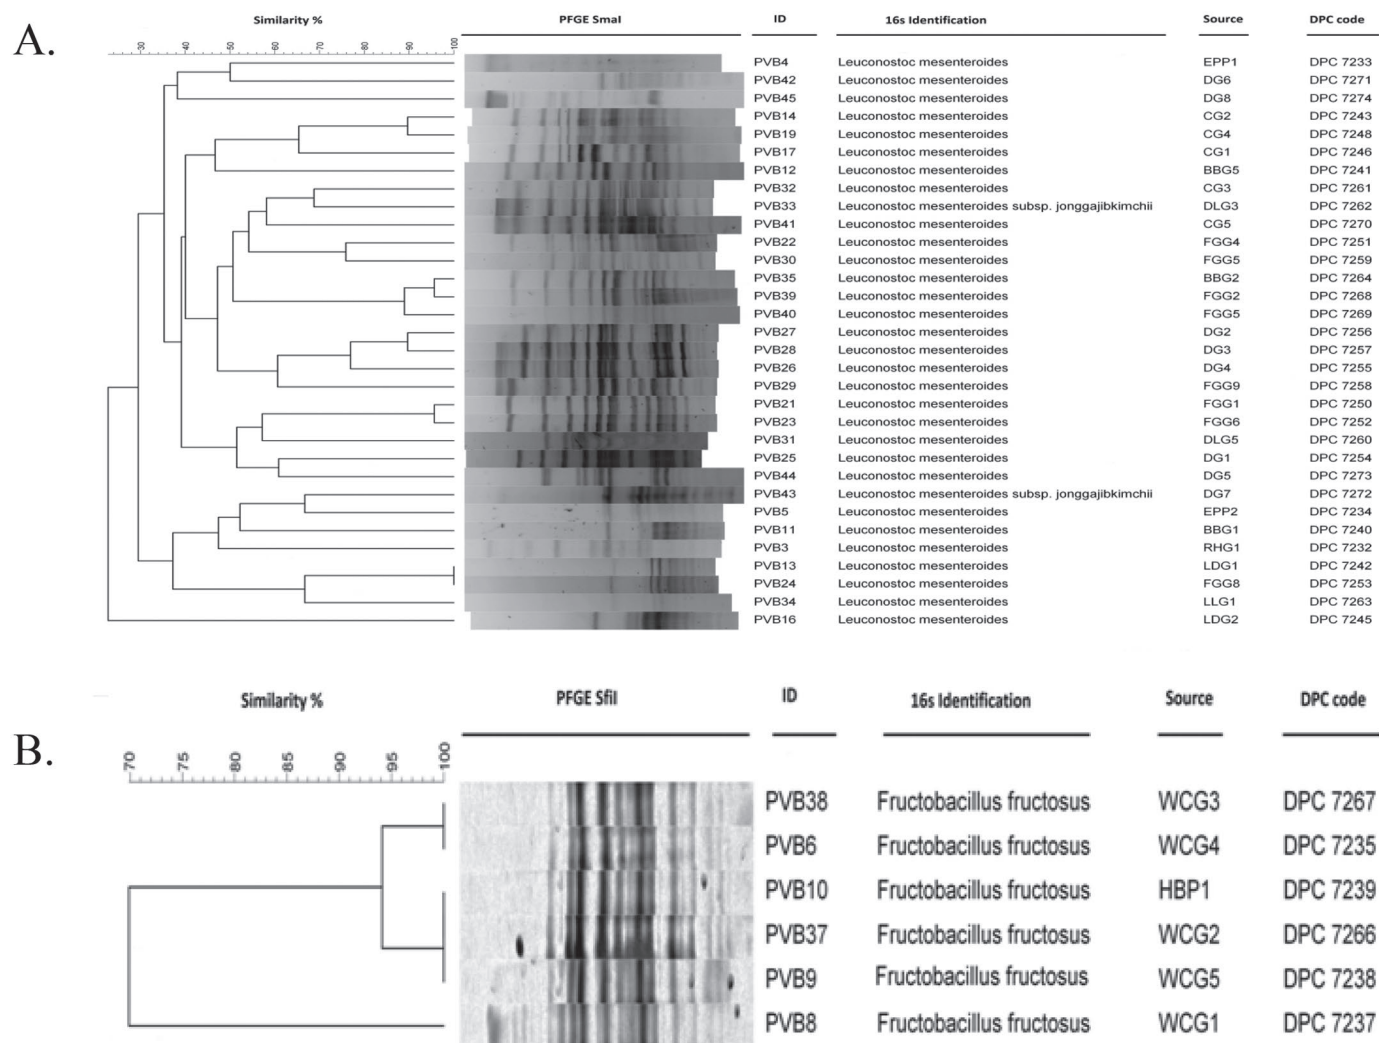 A.
Similarity % PFGE SmaI ID 16s Identification Source DPC code
30 40 50 60 70 80 90 100
PVB4 Leuconostoc mesenteroides EPP1 DPC 7233
PVB42 Leuconostoc mesenteroides DG6 DPC 7271
PVB45 Leuconostoc mesenteroides DG8 DPC 7274
PVB14 Leuconostoc mesenteroides CG2 DPC 7243
PVB19 Leuconostoc mesenteroides CG4 DPC 7248
PVB17 Leuconostoc mesenteroides CG1 DPC 7246
PVB12 Leuconostoc mesenteroides BBG5 DPC 7241
PVB32 Leuconostoc mesenteroides CG3 DPC 7261
PVB33 Leuconostoc mesenteroides subsp. jonggajibkimchii DLG3 DPC 7262
PVB41 Leuconostoc mesenteroides CG5 DPC 7270
PVB22 Leuconostoc mesenteroides FGG4 DPC 7251
PVB30 Leuconostoc mesenteroides FGG5 DPC 7259
PVB35 Leuconostoc mesenteroides BBG2 DPC 7264
PVB39 Leuconostoc mesenteroides FGG2 DPC 7268
PVB40 Leuconostoc mesenteroides FGG5 DPC 7269
PVB27 Leuconostoc mesenteroides DG2 DPC 7256
PVB28 Leuconostoc mesenteroides DG3 DPC 7257
PVB26 Leuconostoc mesenteroides DG4 DPC 7255
PVB29 Leuconostoc mesenteroides FGG9 DPC 7258
PVB21 Leuconostoc mesenteroides FGG1 DPC 7250
PVB23 Leuconostoc mesenteroides FGG6 DPC 7252
PVB31 Leuconostoc mesenteroides DLG5 DPC 7260
PVB25 Leuconostoc mesenteroides DG1 DPC 7254
PVB44 Leuconostoc mesenteroides DG5 DPC 7273
PVB43 Leuconostoc mesenteroides subsp. jonggajibkimchii DG7 DPC 7272
PVB5 Leuconostoc mesenteroides EPP2 DPC 7234
PVB11 Leuconostoc mesenteroides BBG1 DPC 7240
PVB3 Leuconostoc mesenteroides RHG1 DPC 7232
PVB13 Leuconostoc mesenteroides LDG1 DPC 7242
PVB24 Leuconostoc mesenteroides FGG8 DPC 7253
PVB34 Leuconostoc mesenteroides LLG1 DPC 7263
PVB16 Leuconostoc mesenteroides LDG2 DPC 7245
B.
Similarity % PFGE SfiI ID 16s Identification Source DPC code
70 75 80 85 90 95 100
PVB38 Fructobacillus fructosus WCG3 DPC 7267
PVB6 Fructobacillus fructosus WCG4 DPC 7235
PVB10 Fructobacillus fructosus HBP1 DPC 7239
PVB37 Fructobacillus fructosus WCG2 DPC 7266
PVB9 Fructobacillus fructosus WCG5 DPC 7238
PVB8 Fructobacillus fructosus WCG1 DPC 7237